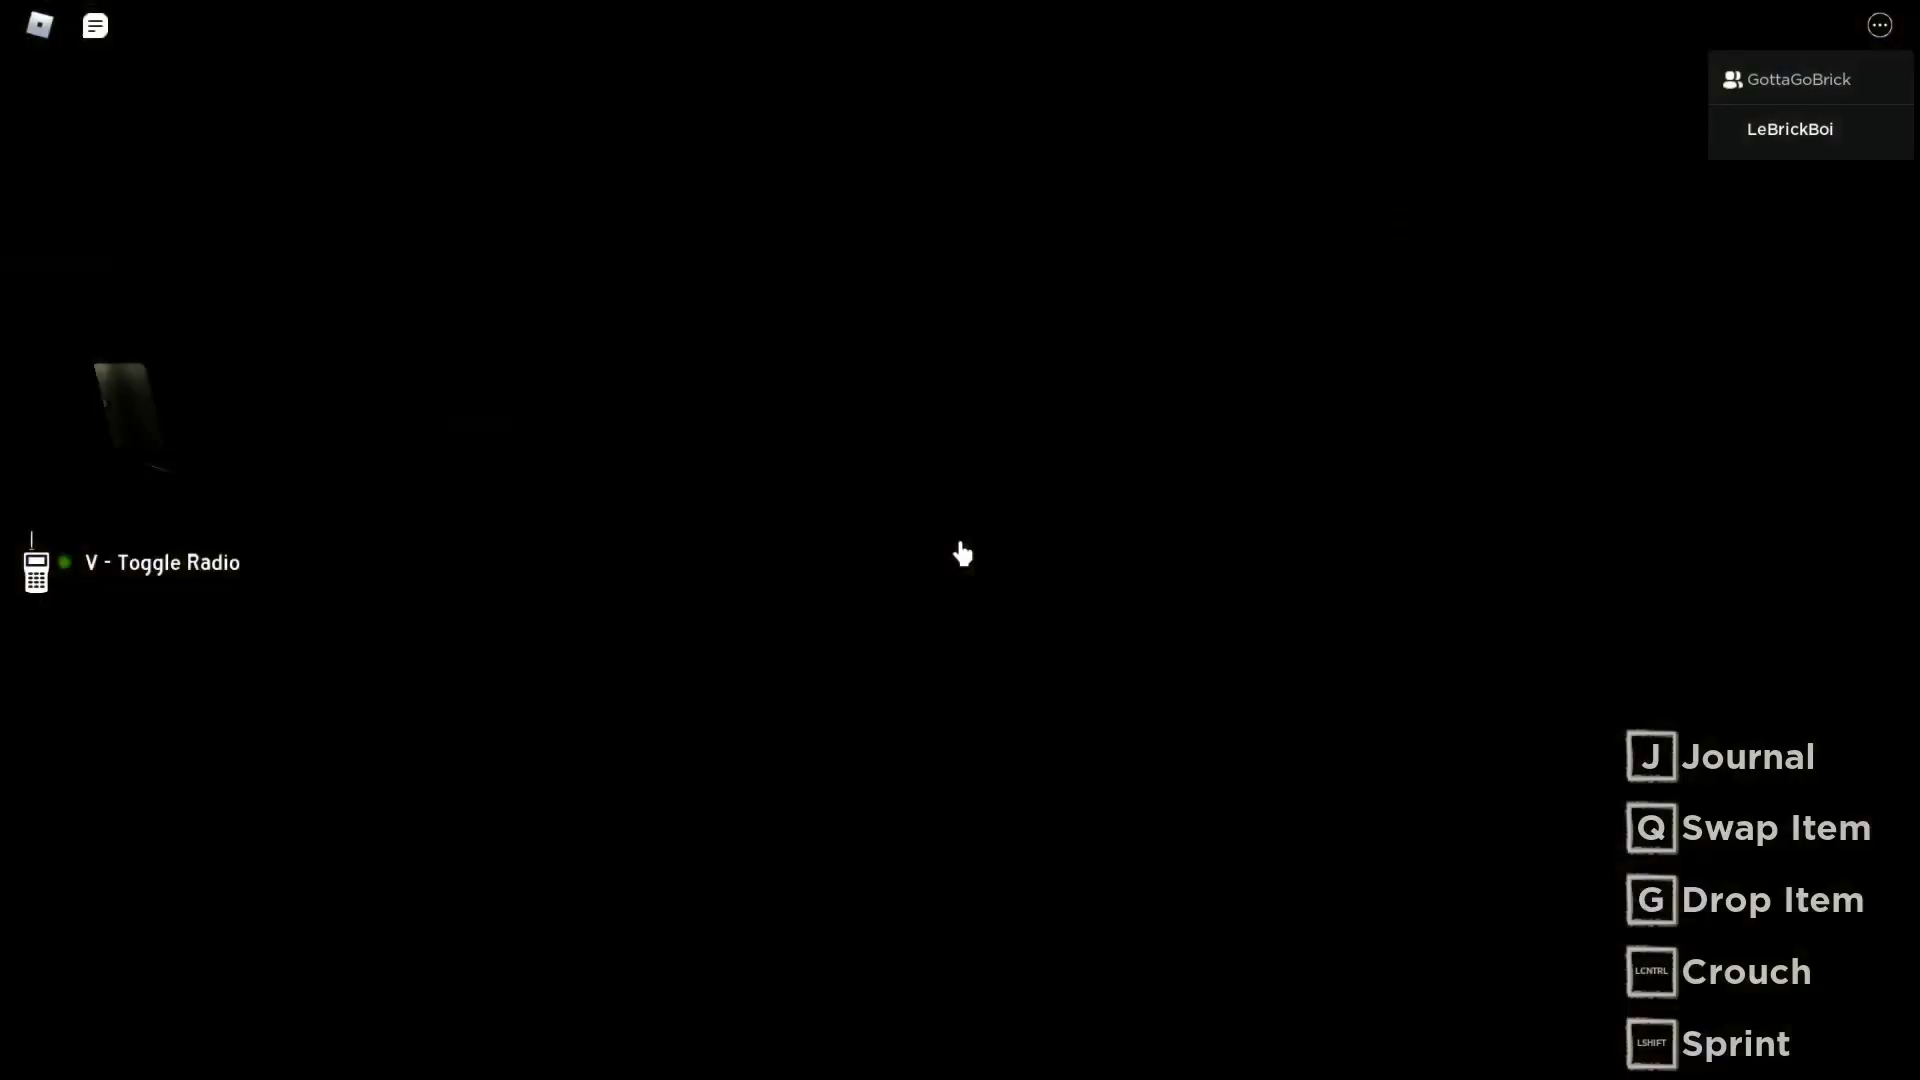 GottaGoBrick
LeBrickBoi
V - Toggle Radio
J Journal
Q Swap Item
G Drop Item
LCNTRL Crouch
LSHIFT Sprint